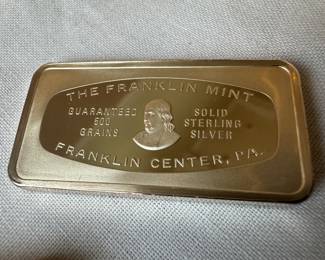 THE FRANKLIN MINT
GUARANTEED
500
GRAINS
SOLID
STERLING
SILVER
FRANKLIN CENTER, PA.